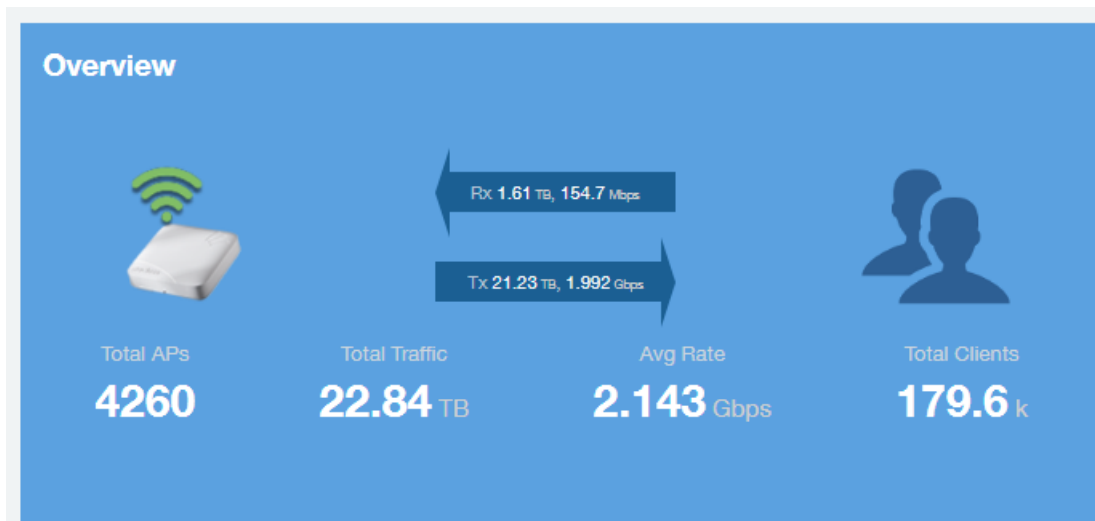 Overview
Rx 1.61 TB, 154.7 Mbps
Tx 21.23 TB, 1.992 Gbps
Total APs
4260
Total Traffic
22.84 TB
Avg Rate
2.143 Gbps
Total Clients
179.6 k